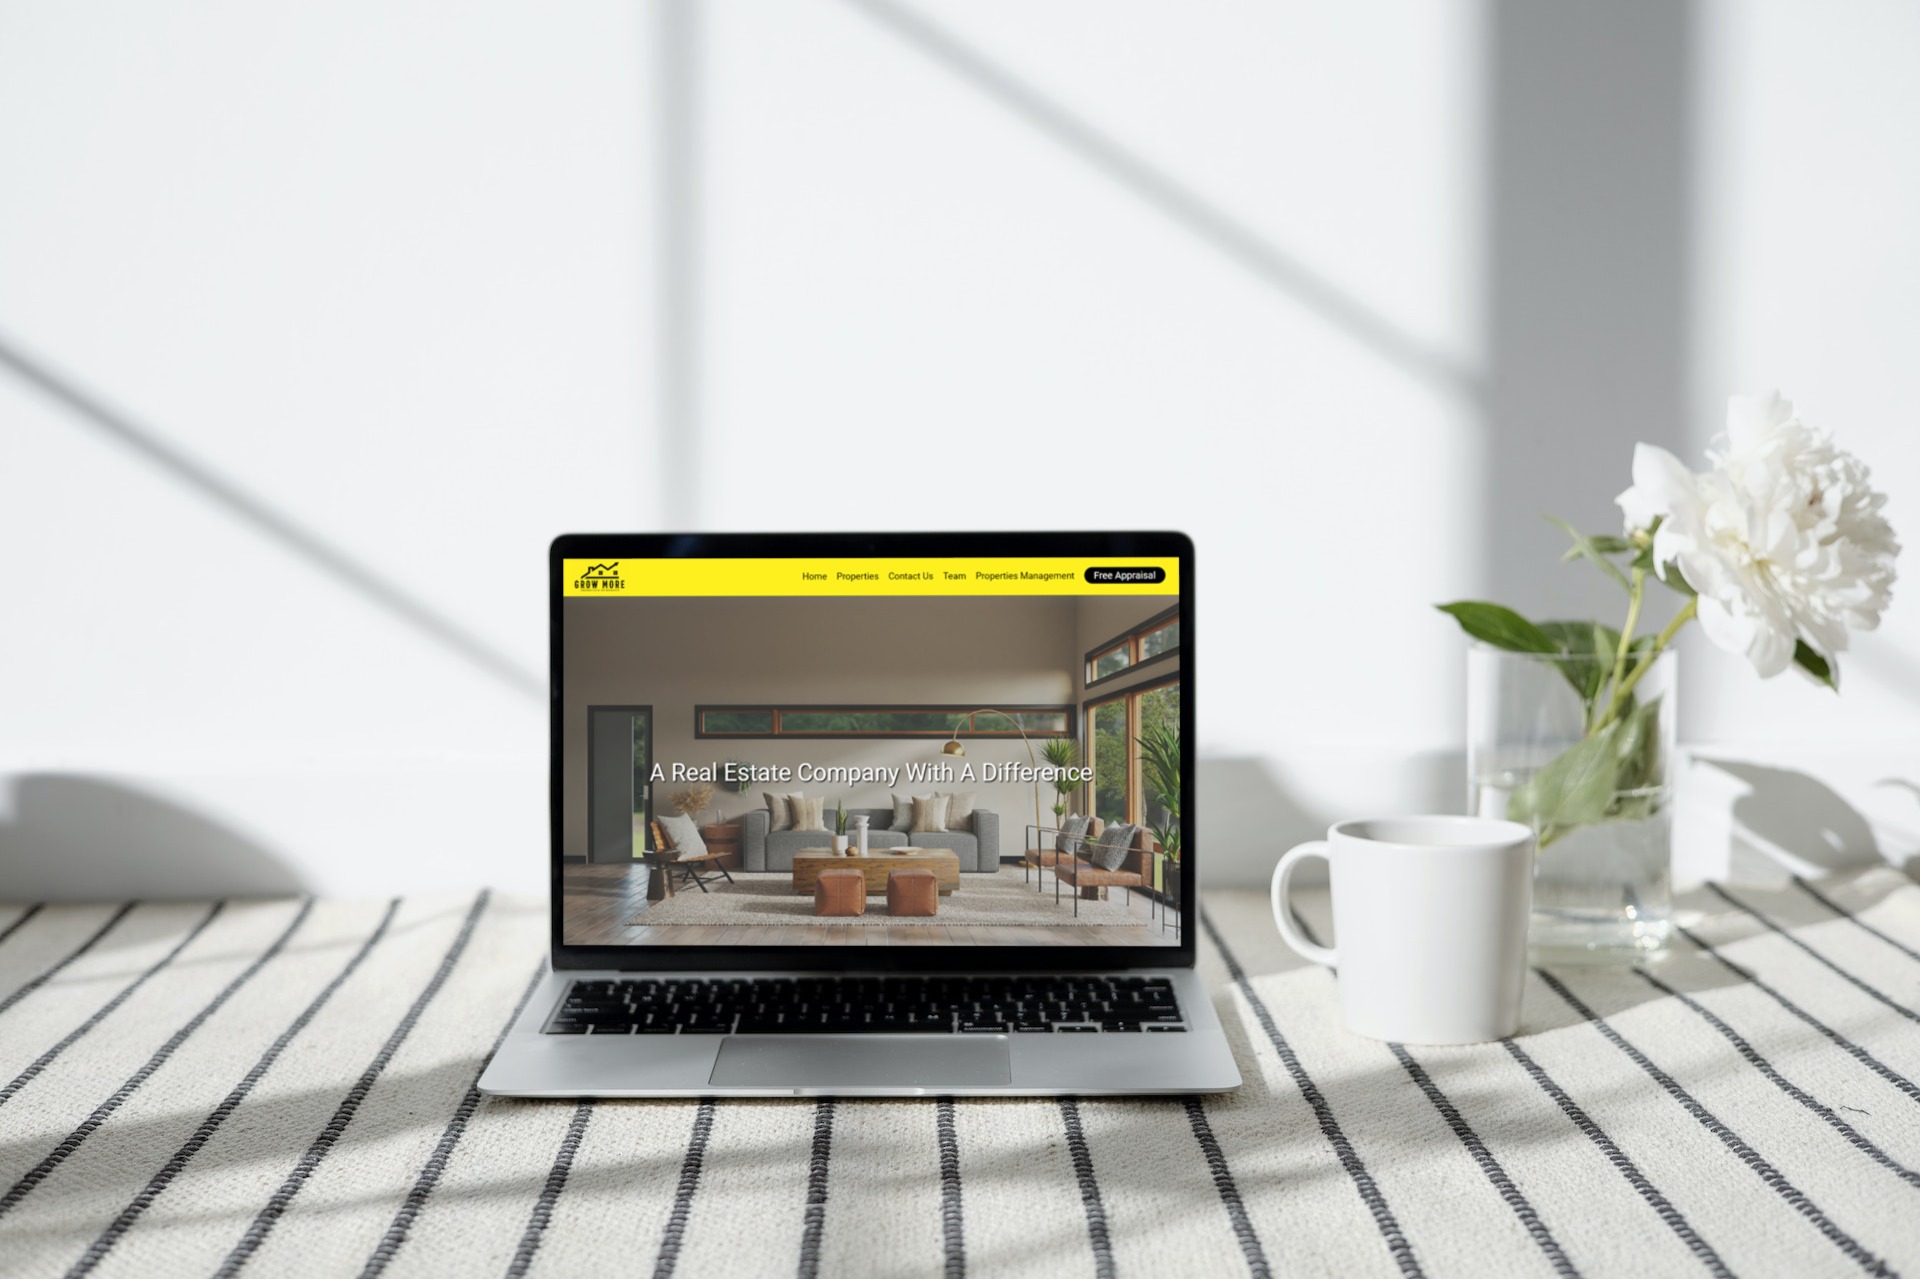 GROW MORE
Home Properties Contact Us Team Properties Management Free Appraisal
A Real Estate Company With A Difference